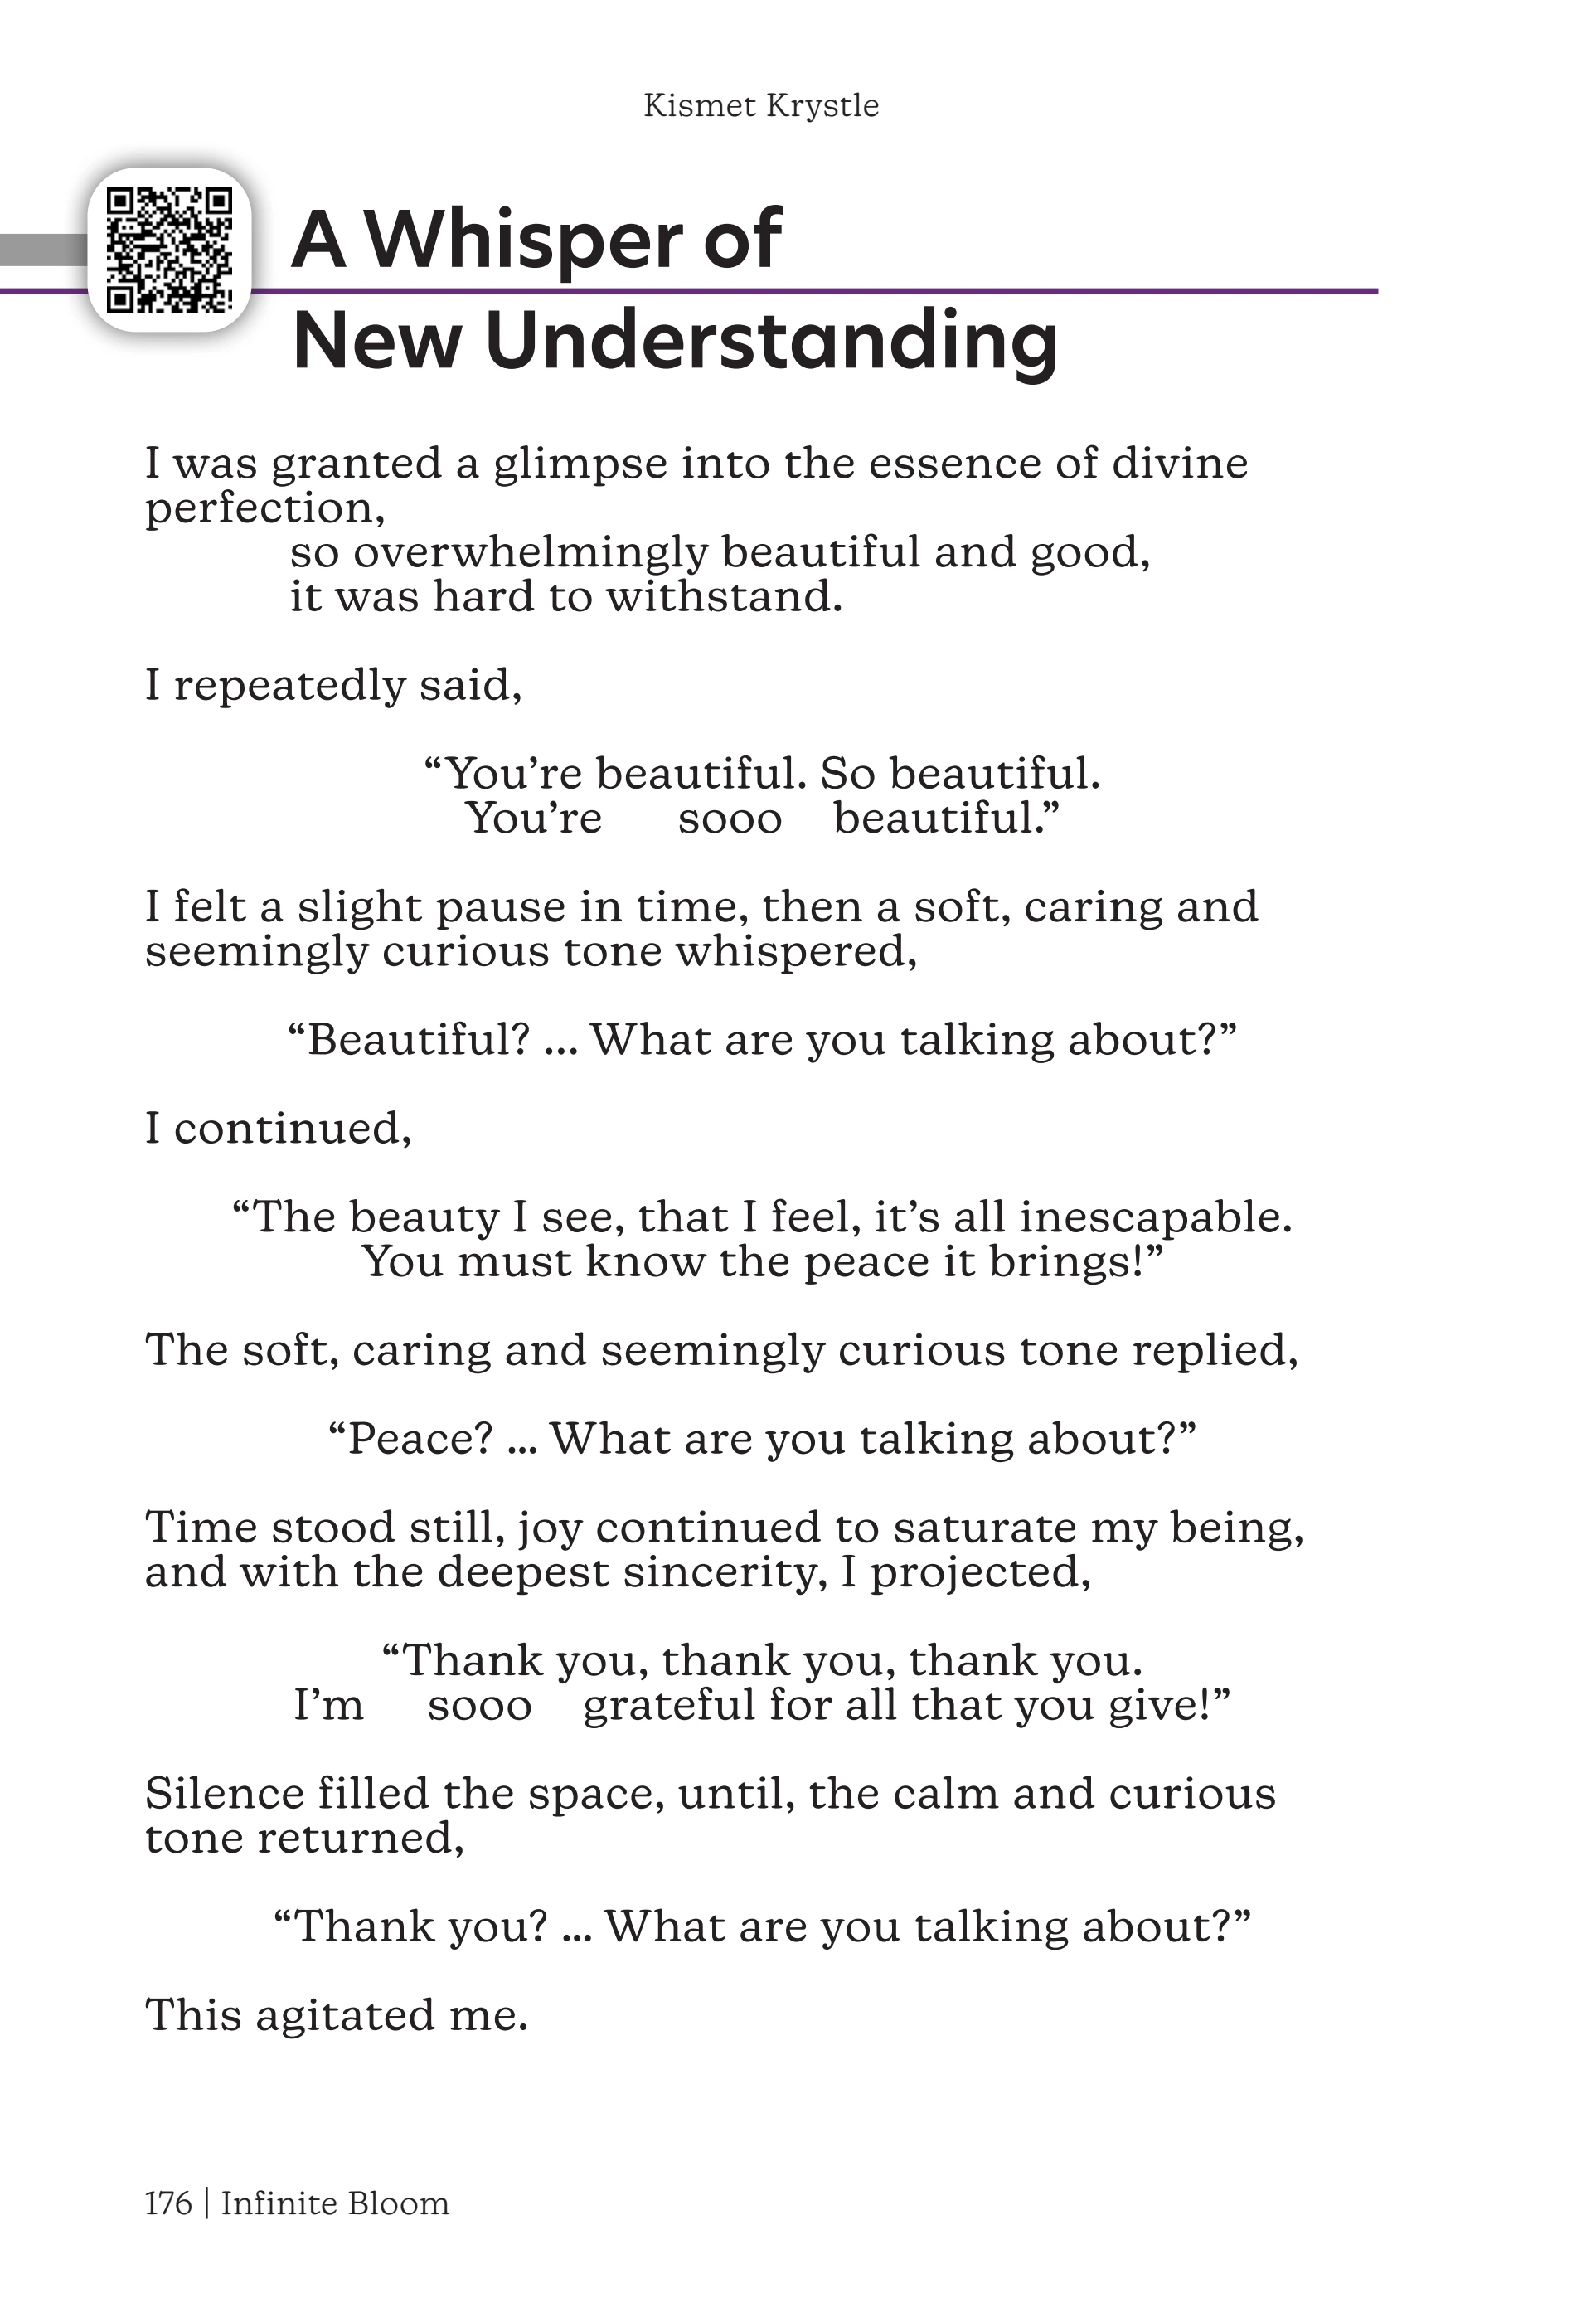 Kismet Krystle
A Whisper of
New Understanding
I was granted a glimpse into the essence of divine
perfection,
so overwhelmingly beautiful and good,
it was hard to withstand.
I repeatedly said,
“You’re beautiful. So beautiful.
You’re sooo beautiful.”
I felt a slight pause in time, then a soft, caring and
seemingly curious tone whispered,
“Beautiful? ... What are you talking about?”
I continued,
“The beauty I see, that I feel, it’s all inescapable.
You must know the peace it brings!”
The soft, caring and seemingly curious tone replied,
“Peace? ... What are you talking about?”
Time stood still, joy continued to saturate my being,
and with the deepest sincerity, I projected,
“Thank you, thank you, thank you.
I’m sooo grateful for all that you give!”
Silence filled the space, until, the calm and curious
tone returned,
“Thank you? ... What are you talking about?”
This agitated me.
176 | Infinite Bloom